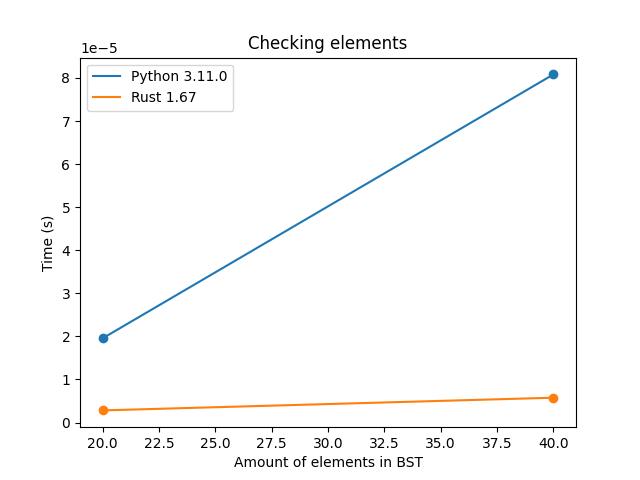 Checking elements
1e−5
Python 3.11.0
Rust 1.67
8
7
6
5
4
3
2
1
0
Time (s)
20.0 22.5 25.0 27.5 30.0 32.5 35.0 37.5 40.0
Amount of elements in BST